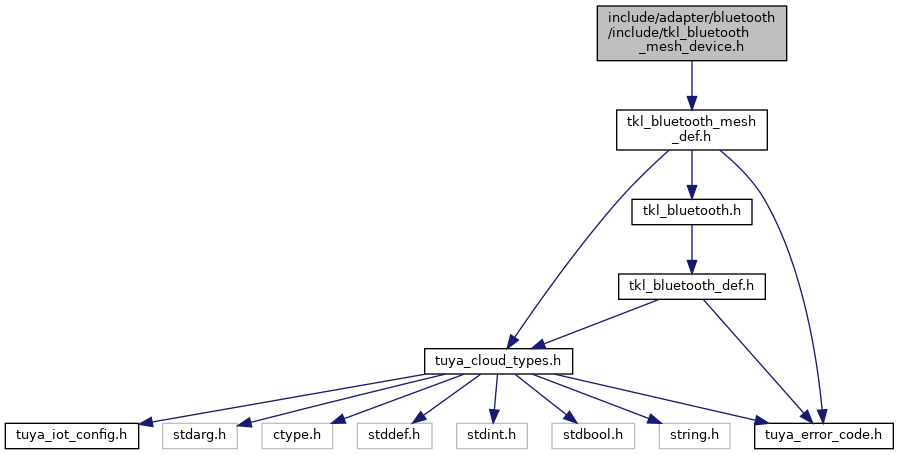 include/adapter/bluetooth
/include/tkl_bluetooth
_mesh_device.h
tkl_bluetooth_mesh
_def.h
tkl_bluetooth.h
tkl_bluetooth_def.h
tuya_cloud_types.h
tuya_iot_config.h
stdarg.h
ctype.h
stddef.h
stdint.h
stdbool.h
string.h
tuya_error_code.h